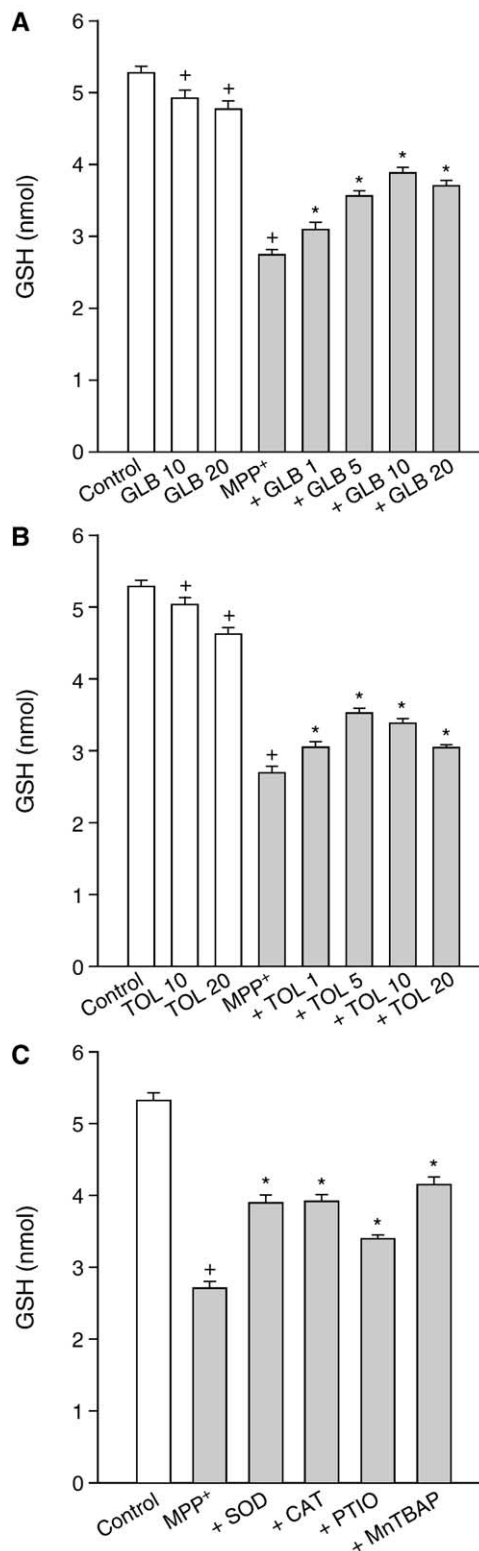 A
6
5
4
3
2
1
0
GSH (nmol)
+
+
+
*
*
*
*
Control
GLB 10
GLB 20
MPP⁺
+ GLB 1
+ GLB 5
+ GLB 10
+ GLB 20
B
6
5
4
3
2
1
0
GSH (nmol)
+
+
+
*
*
*
*
Control
TOL 10
TOL 20
MPP⁺
+ TOL 1
+ TOL 5
+ TOL 10
+ TOL 20
C
6
5
4
3
2
1
0
GSH (nmol)
+
*
*
*
*
Control
MPP⁺
+ SOD
+ CAT
+ PTIO
+ MnTBAP